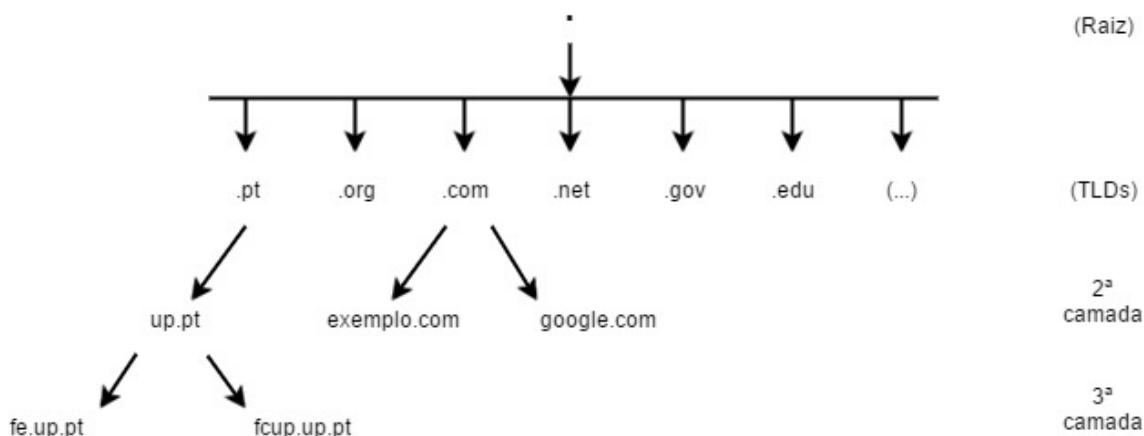 .
(Raiz)
.pt .org .com .net .gov .edu (...) (TLDs)
up.pt exemplo.com google.com 2ª
camada
fe.up.pt fcup.up.pt 3ª
camada